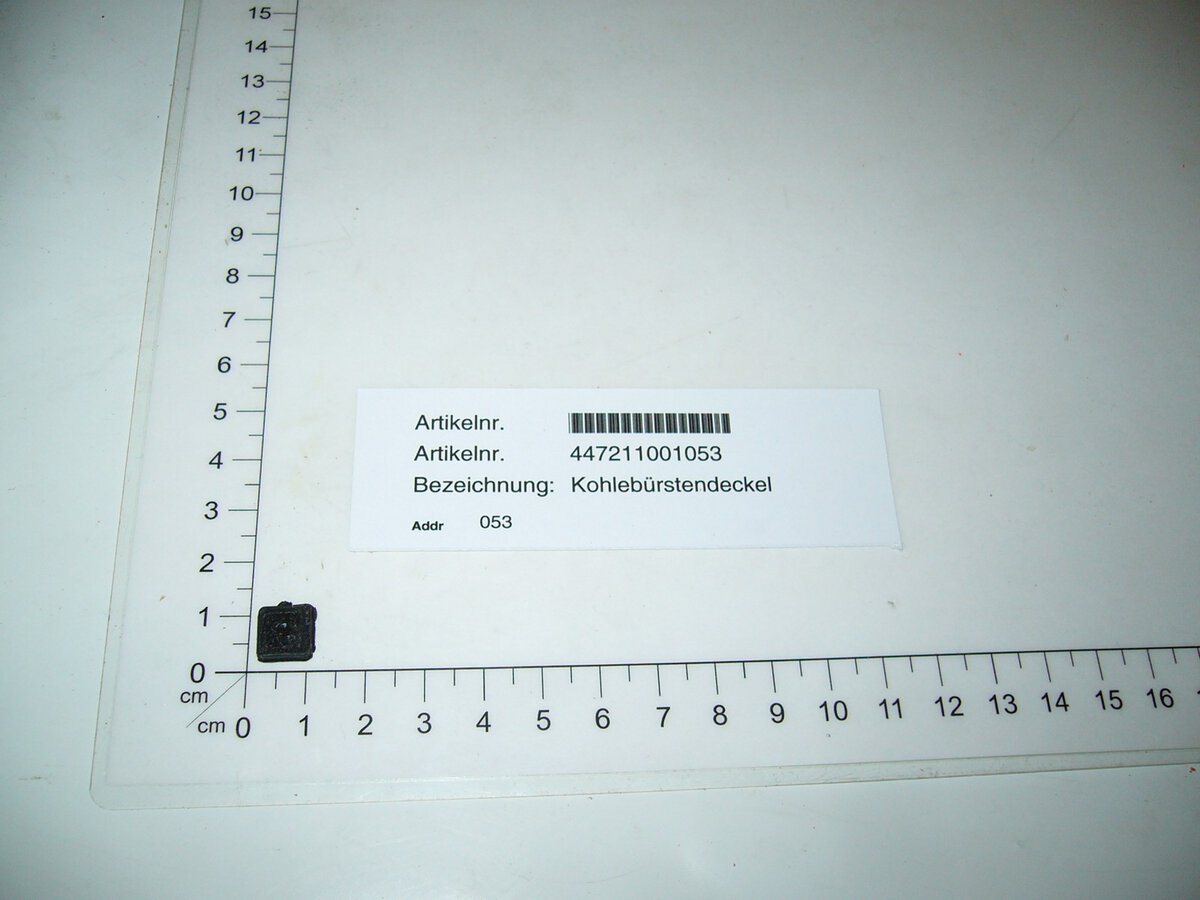 15
14
13
12
11
10
9
8
7
6
5
4
3
2
1
0
cm
Artikelnr.
Artikelnr. 447211001053
Bezeichnung: Kohlebürstendeckel
Addr 053
cm 0 1 2 3 4 5 6 7 8 9 10 11 12 13 14 15 16